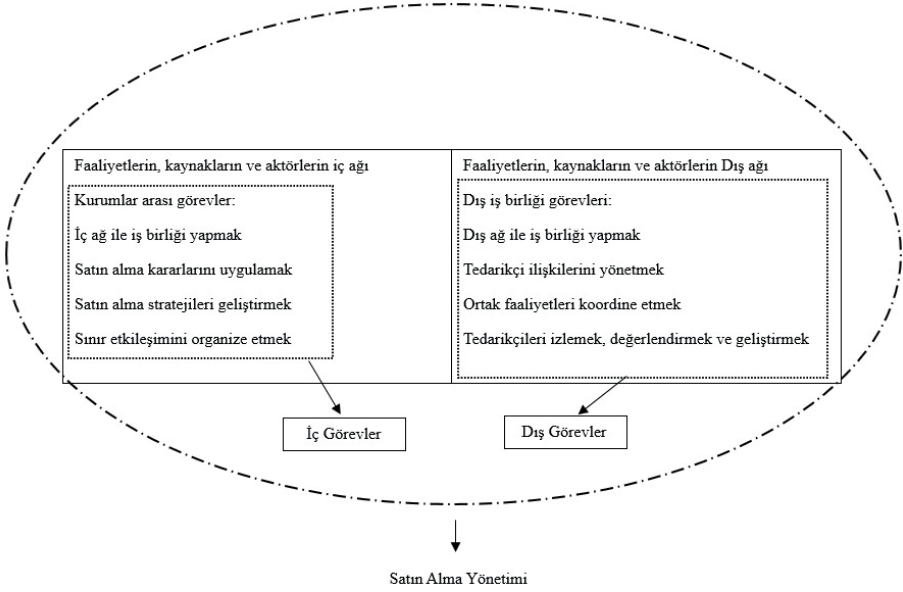 Faaliyetlerin, kaynakların ve aktörlerin iç ağı
Kurumlar arası görevler:
İç ağ ile iş birliği yapmak
Satın alma kararlarını uygulamak
Satın alma stratejileri geliştirmek
Sınır etkileşimini organize etmek
Faaliyetlerin, kaynakların ve aktörlerin Dış ağı
Dış iş birliği görevleri:
Dış ağ ile iş birliği yapmak
Tedarikçi ilişkilerini yönetmek
Ortak faaliyetleri koordine etmek
Tedarikçileri izlemek, değerlendirmek ve geliştirmek
İç Görevler
Dış Görevler
Satın Alma Yönetimi